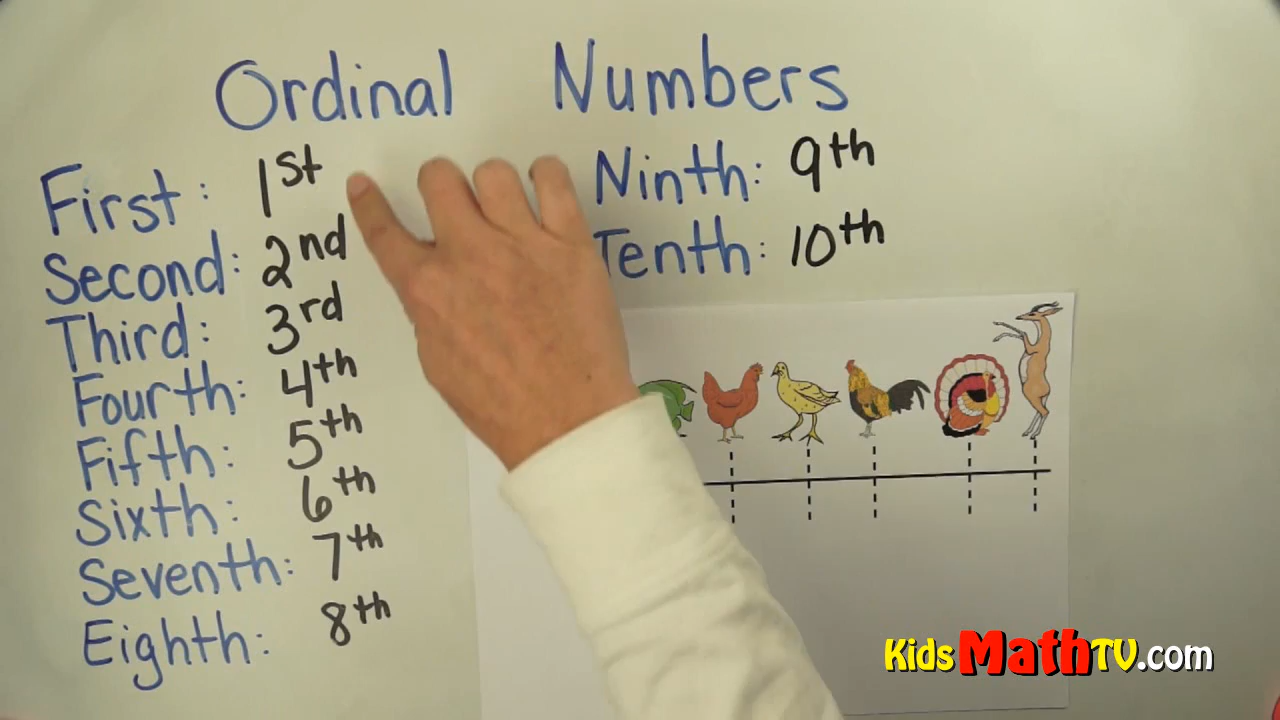 Ordinal Numbers
First: 1st
Second: 2nd
Third: 3rd
Fourth: 4th
Fifth: 5th
Sixth: 6th
Seventh: 7th
Eighth: 8th
Ninth: 9th
Tenth: 10th
KidsMathTV.com